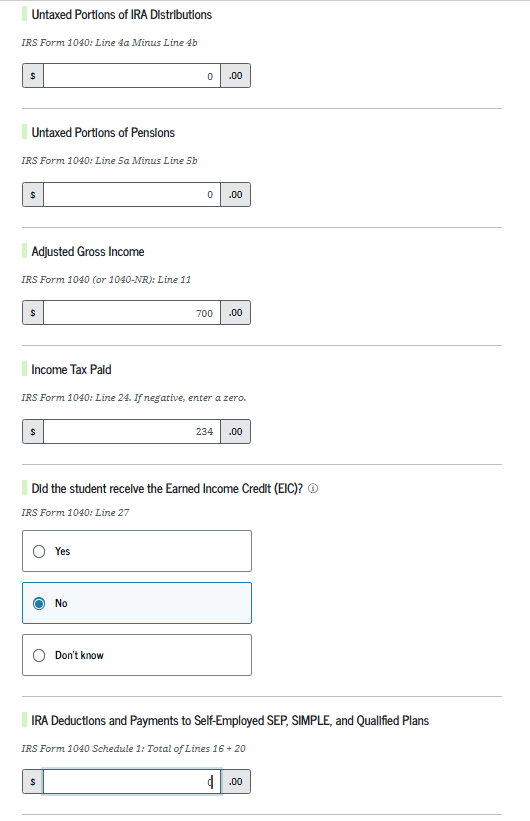 Untaxed Portions of IRA Distributions
IRS Form 1040: Line 4a Minus Line 4b
$ 0 .00
Untaxed Portions of Pensions
IRS Form 1040: Line 5a Minus Line 5b
$ 0 .00
Adjusted Gross Income
IRS Form 1040 (or 1040-NR): Line 11
$ 700 .00
Income Tax Paid
IRS Form 1040: Line 24. If negative, enter a zero.
$ 234 .00
Did the student receive the Earned Income Credit (EIC)?
IRS Form 1040: Line 27
Yes
No
Don't know
IRA Deductions and Payments to Self-Employed SEP, SIMPLE, and Qualified Plans
IRS Form 1040 Schedule 1: Total of Lines 16 + 20
$ 0 .00